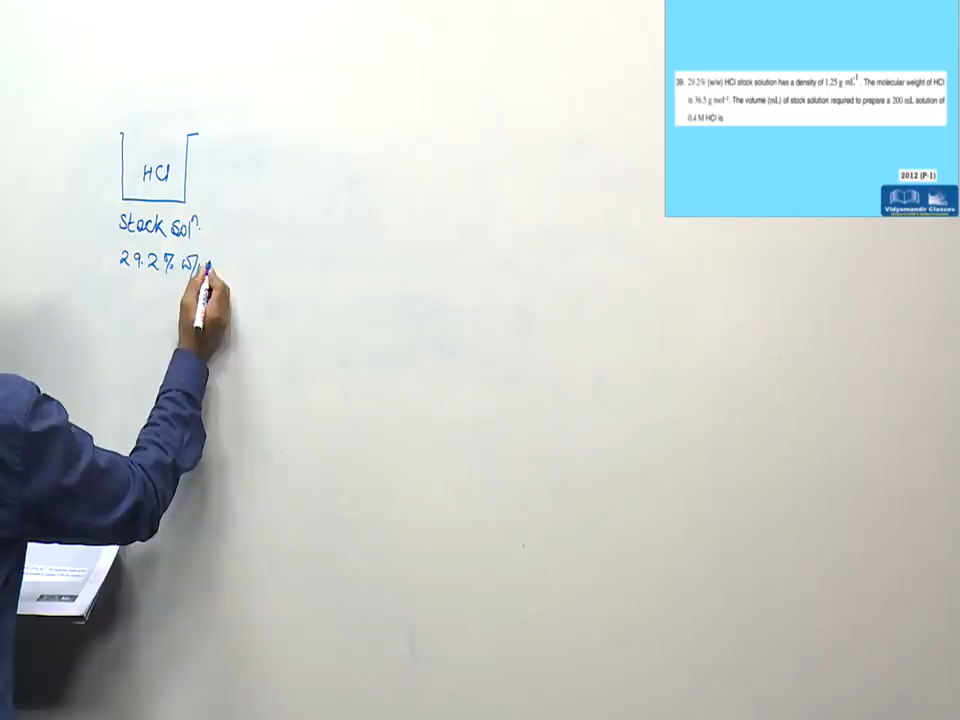 39. 29.2% (w/w) HCl stock solution has a density of 1.25 g mL⁻¹. The molecular weight of HCl
is 36.5 g mol⁻¹. The volume (mL) of stock solution required to prepare a 200 mL solution of
0.4 M HCl is
2012 (P-1)
Vidyamandir Classes
HCl
Stock solⁿ.
29.2% w/